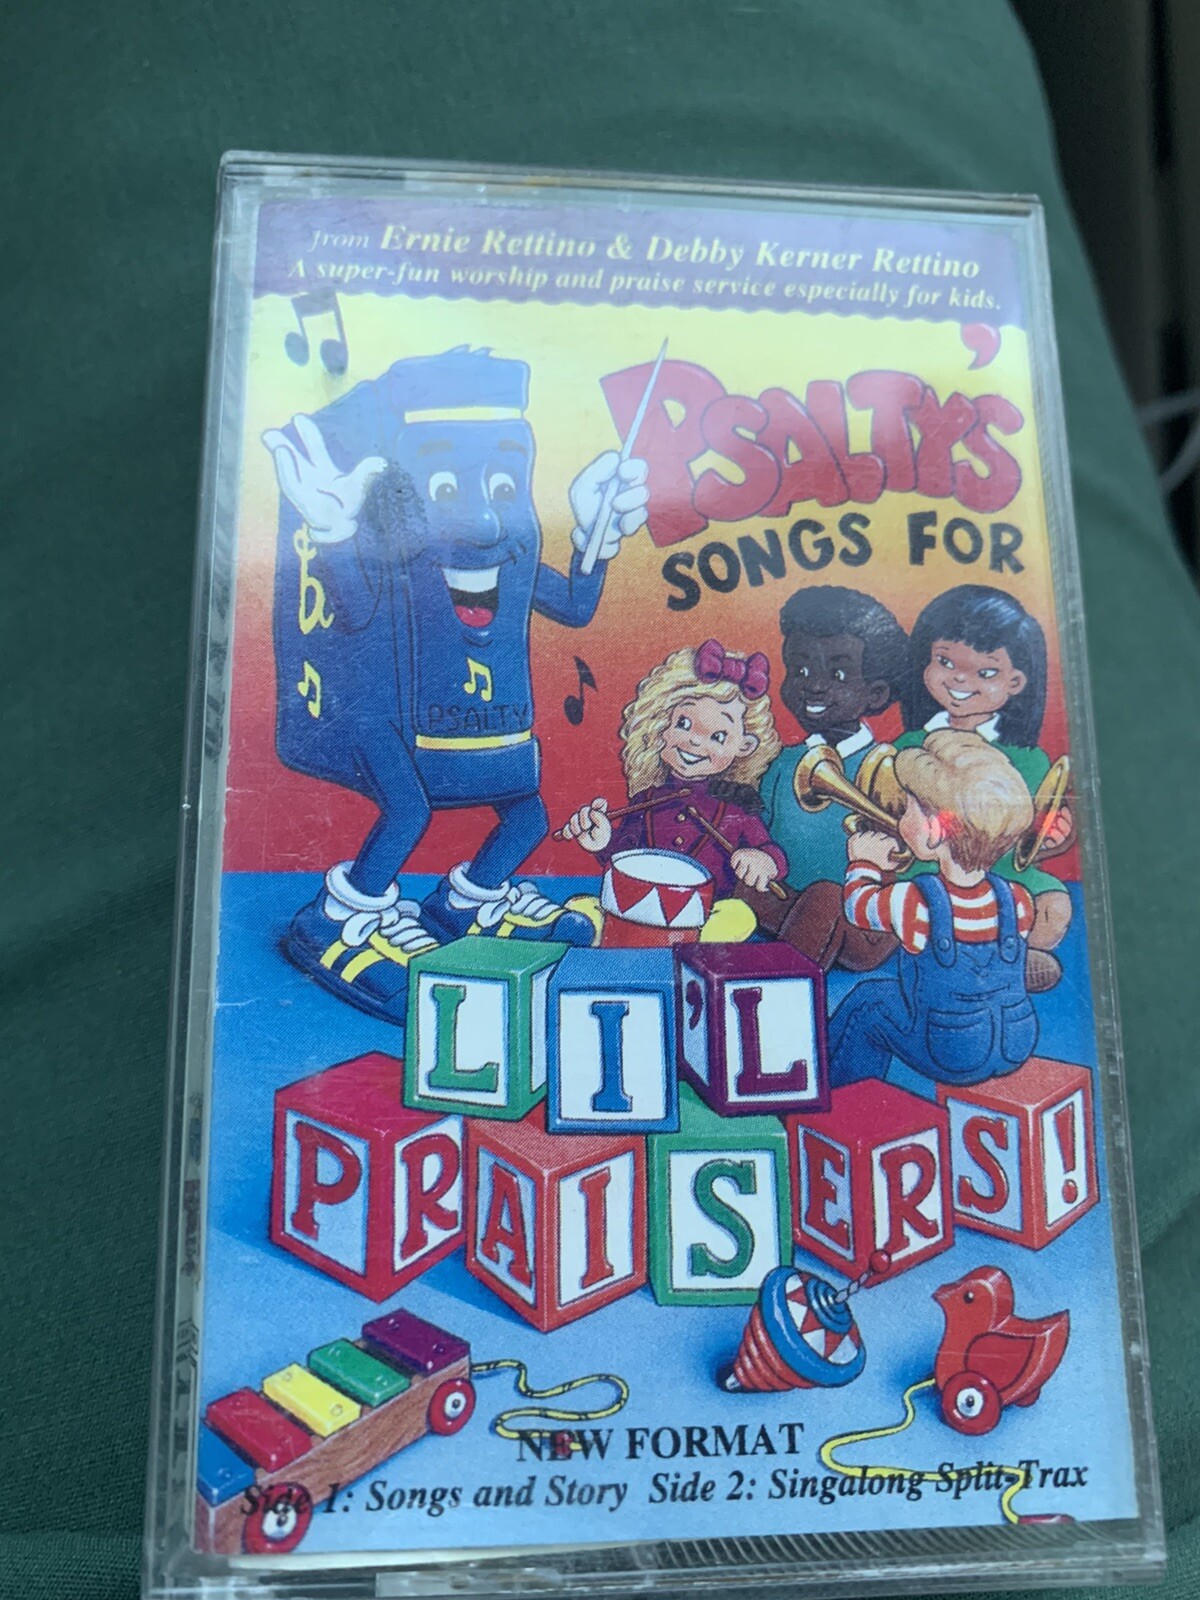 from Ernie Rettino & Debby Kerner Rettino
A super-fun worship and praise service especially for kids.
PSALTY'S
SONGS FOR
PSALTY
LI'L
PRAISERS!
NEW FORMAT
Side 1: Songs and Story Side 2: Singalong Split-Trax